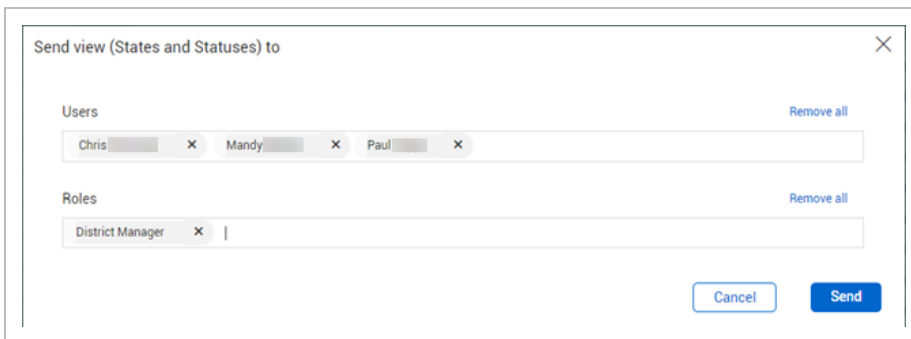 Send view (States and Statuses) to
Users Remove all
Chris Mandy Paul
Roles Remove all
District Manager
Cancel Send